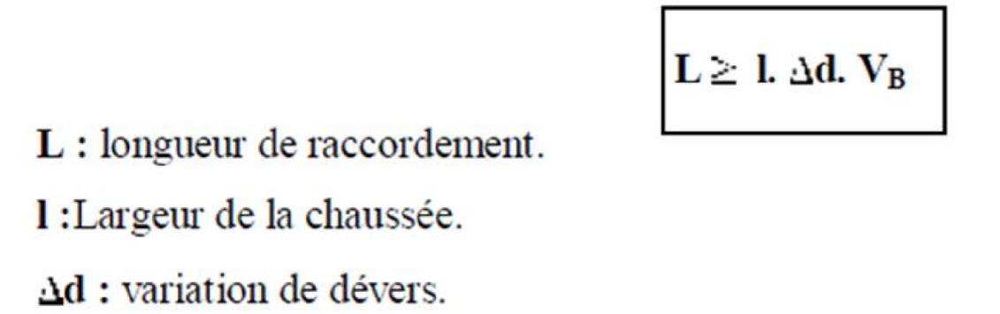 L ≥ l. Δd. V_B
L : longueur de raccordement.
l :Largeur de la chaussée.
Δd : variation de dévers.